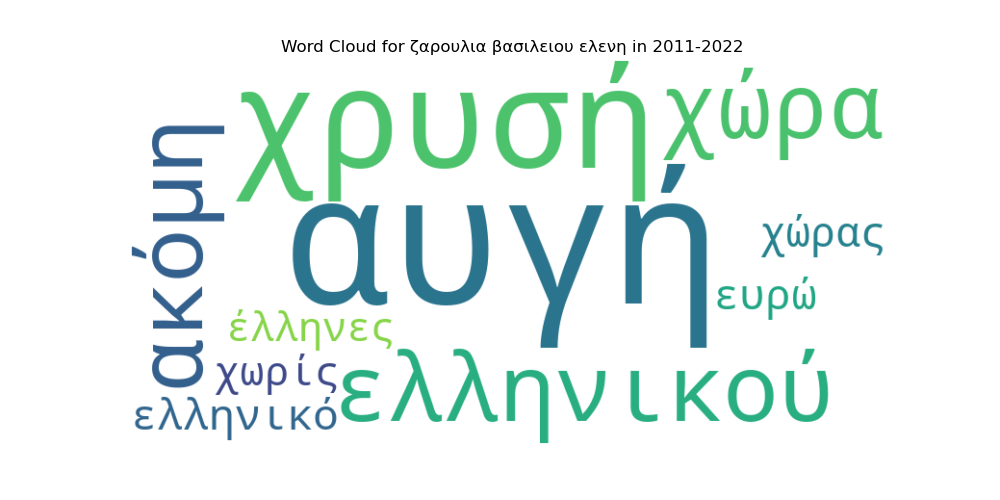 Word Cloud for ζαρουλια βασιλειου ελενη in 2011-2022
χρυσή
χώρα
ακόμη
αυγή
χώρας
ευρώ
έλληνες
χωρίς
ελληνικού
ελληνικό